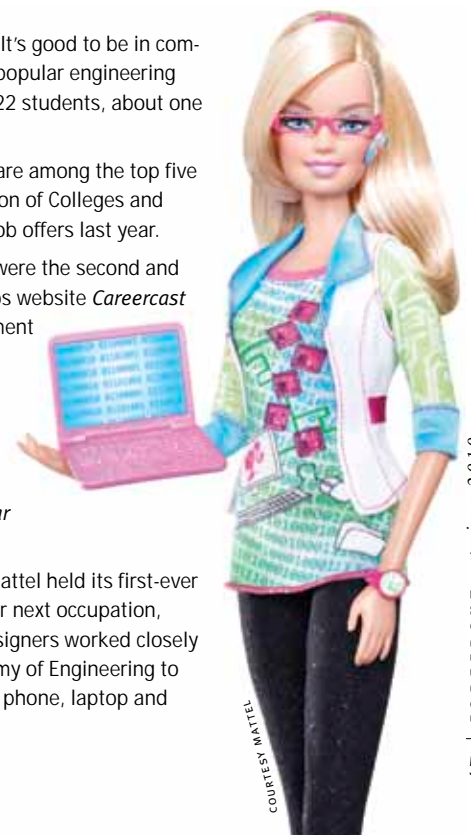 It's good to be in com-
popular engineering
22 students, about one
are among the top five
on of Colleges and
ob offers last year.
were the second and
os website Careercast
ment
ur
attel held its first-ever
r next occupation,
signers worked closely
my of Engineering to
phone, laptop and
COURTESY MATTEL